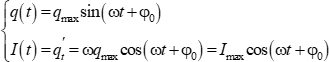 q(t) = q_max sin(ωt + φ₀)
I(t) = q′_t = ωq_max cos(ωt + φ₀) = I_max cos(ωt + φ₀)